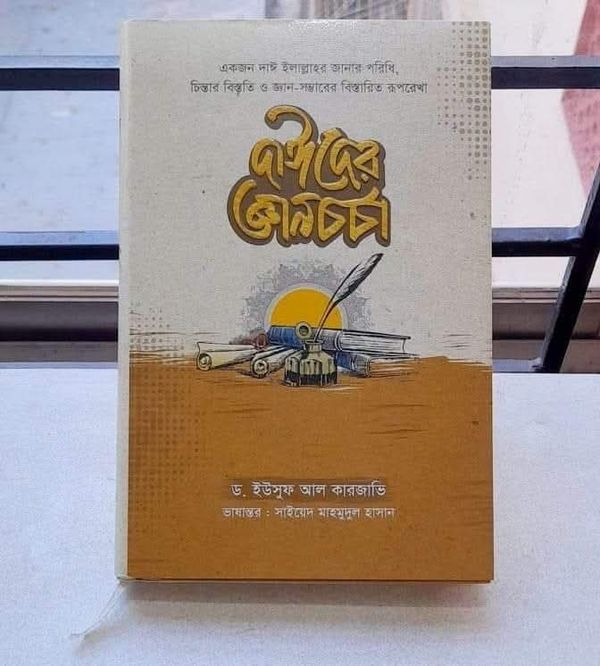 একজন দাঈ ইলাল্লাহর জানার পরিধি,
চিন্তার বিস্তৃতি ও জ্ঞান-সম্ভারের বিস্তারিত রূপরেখা
দাঈদের
জ্ঞানচর্চা
ড. ইউসুফ আল কারজাভি
ভাষান্তর : সাইয়েদ মাহমুদুল হাসান